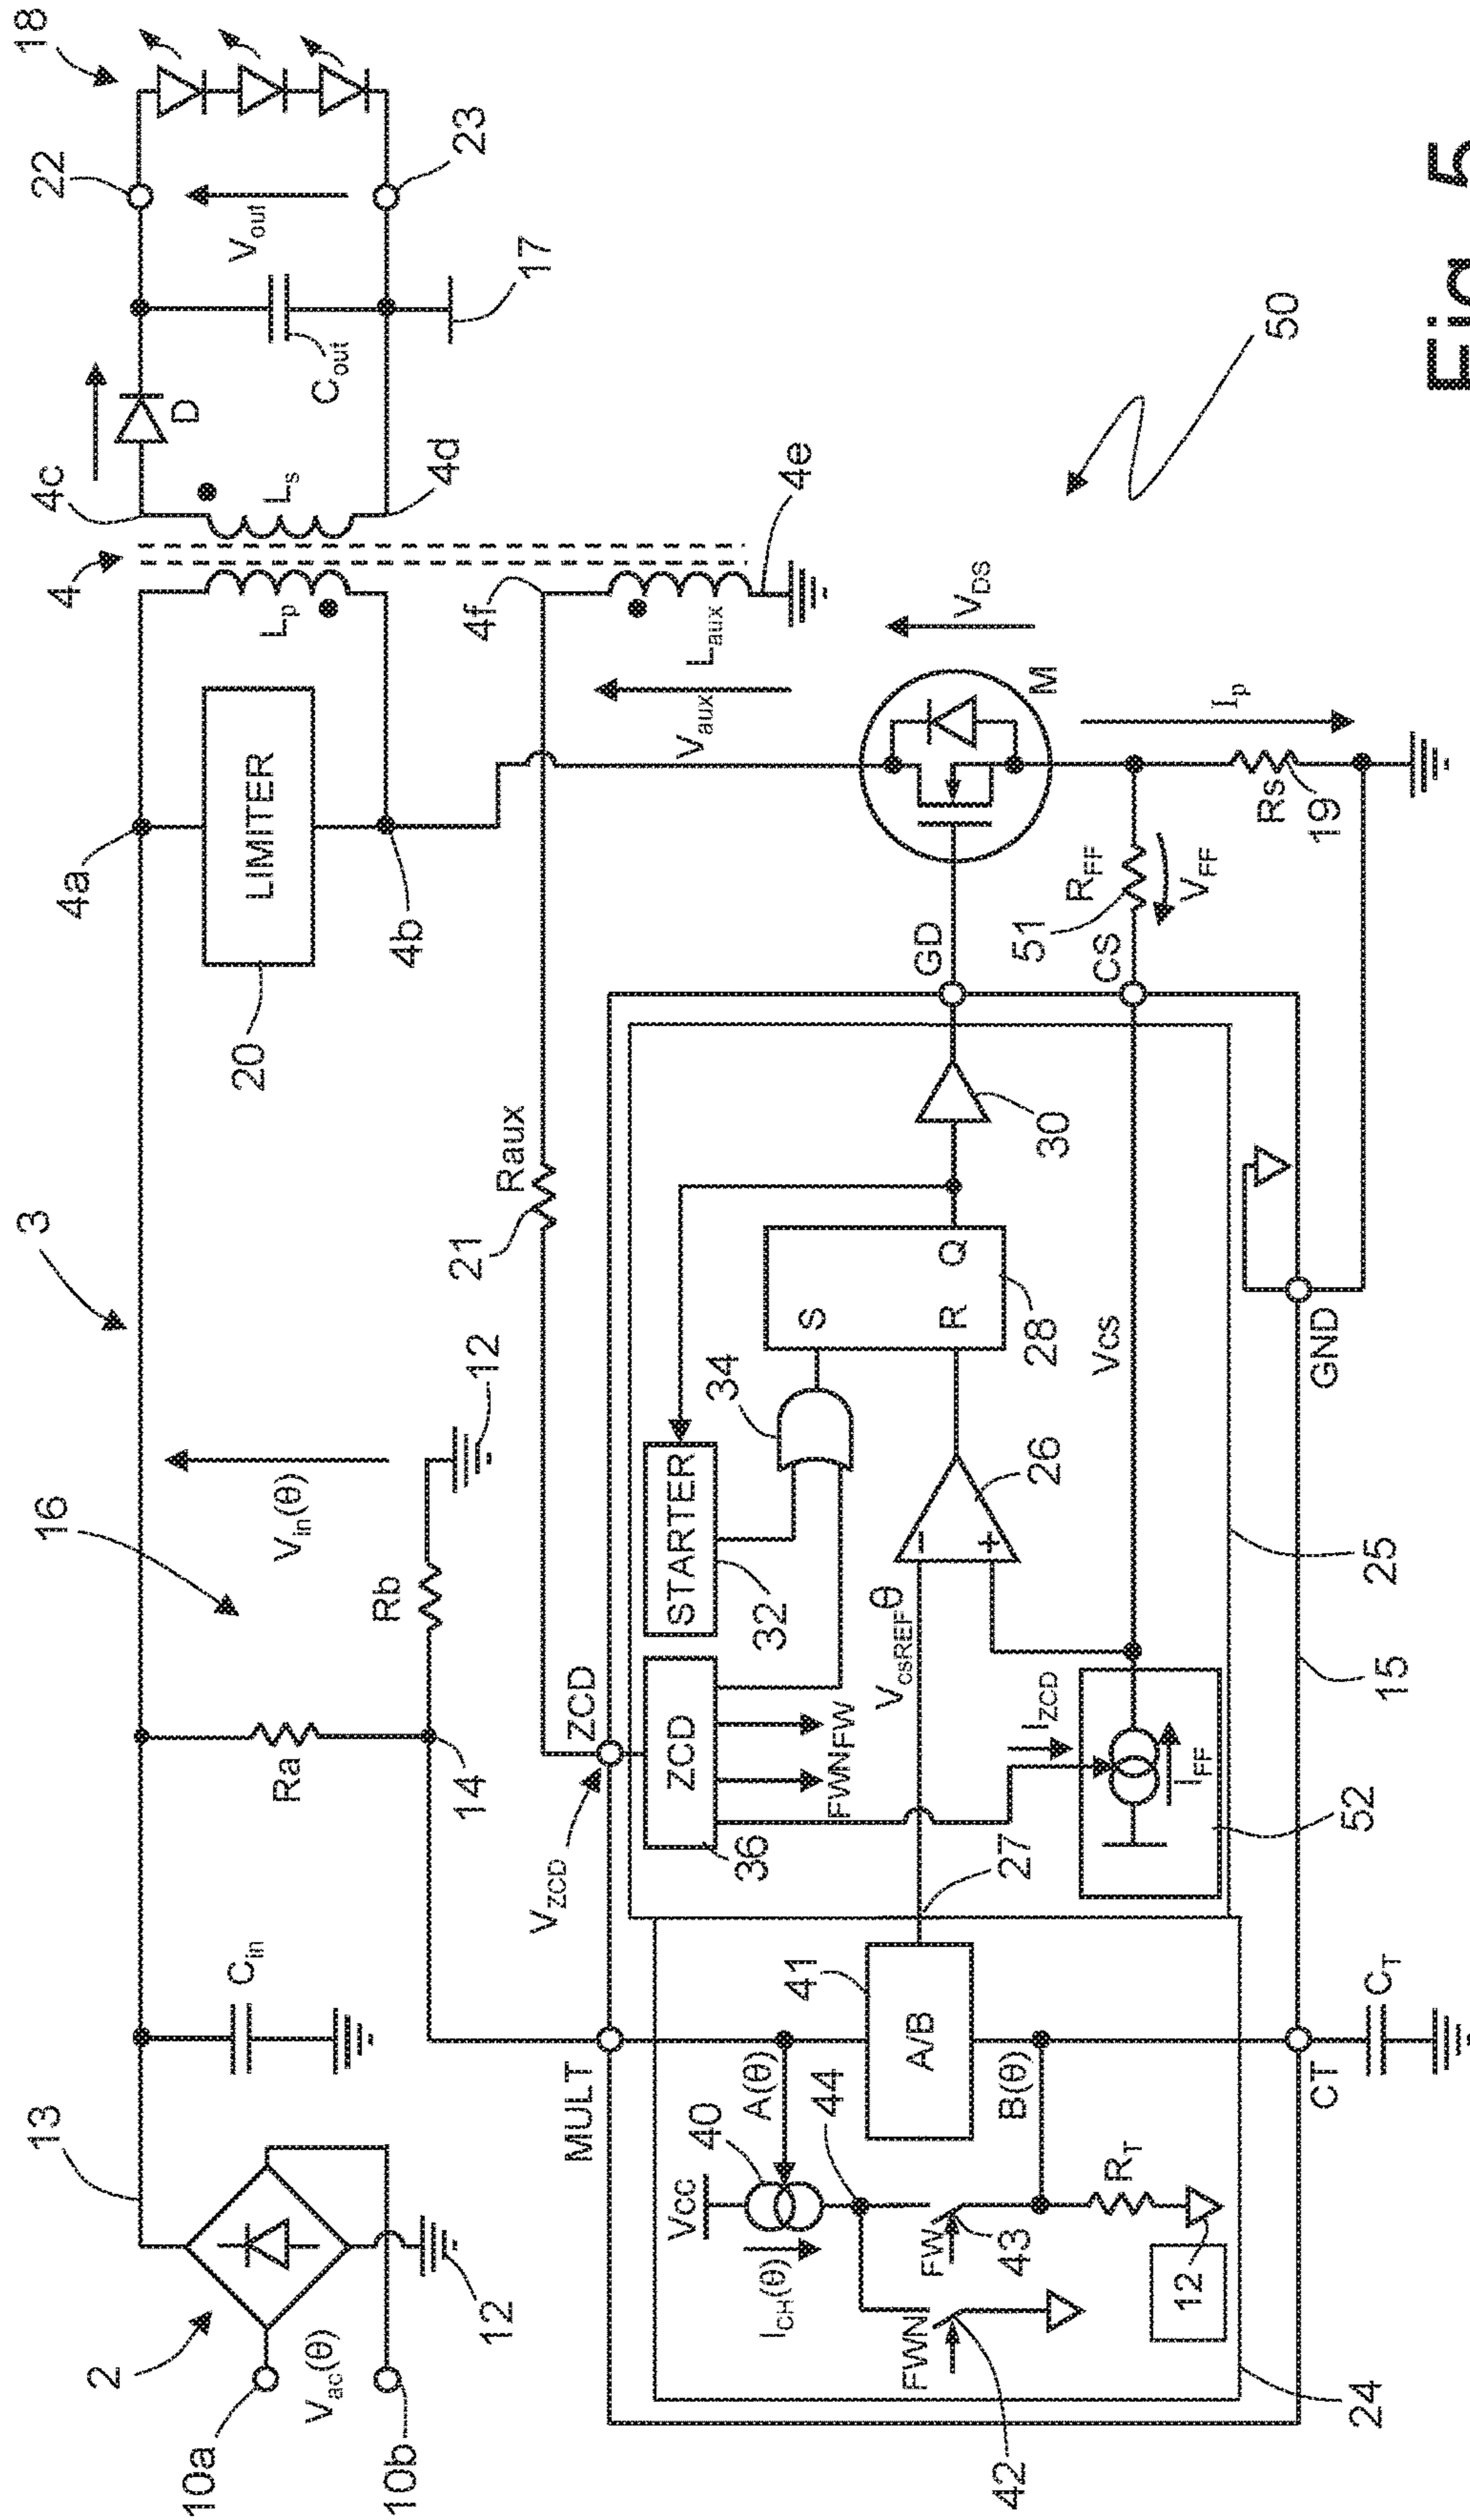 2
10a
Vac(θ)
10b
12
13
Cin
3
16
Ra
14
Rb
12
Vin(θ)
4a
LIMITER
20
4b
4
Lp
4c
Ls
4d
D
Cout
Vout
22
23
17
18
VZCD
ZCD
21
Raux
4f
Vaux
Laux
4e
VDS
M
Ip
Rs
19
RFF
51
VFF
50
MULT
Vcc
40
ICH(θ)
A(θ)
44
41
A/B
FWN
42
FW
43
B(θ)
RT
12
24
CT
CT
ZCD
36
FWN
FW
STARTER
32
34
S
R
Q
28
30
GD
CS
VcsREFθ
27
26
−
+
IZCD
IFF
52
Vcs
25
15
GND
Fig. 5